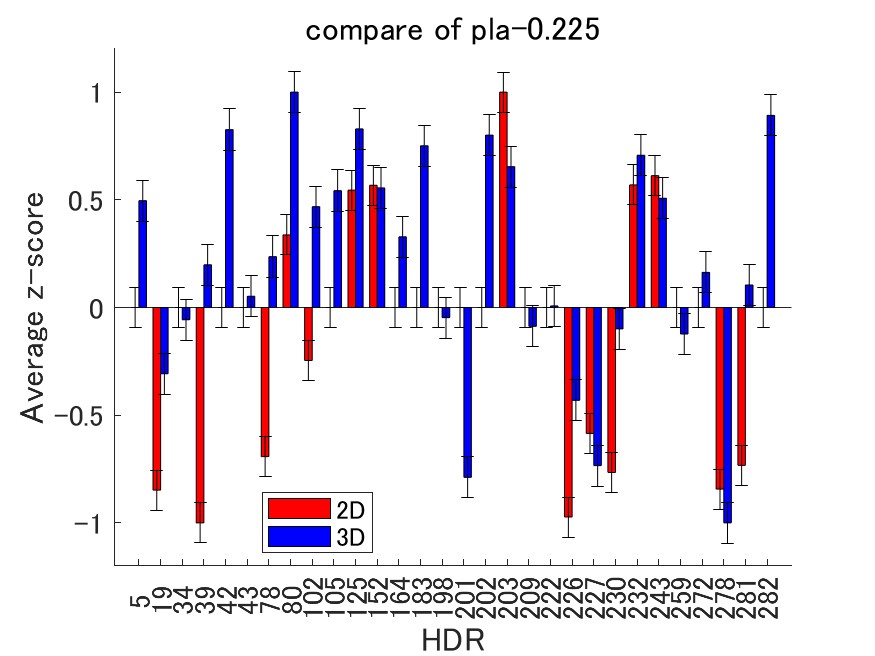 compare of pla-0.225
Average z-score
1
0.5
0
-0.5
-1
2D
3D
5 19 34 39 42 43 78 80 102 105 125 152 164 183 198 201 202 203 209 222 226 227 230 232 243 259 272 278 281 282
HDR